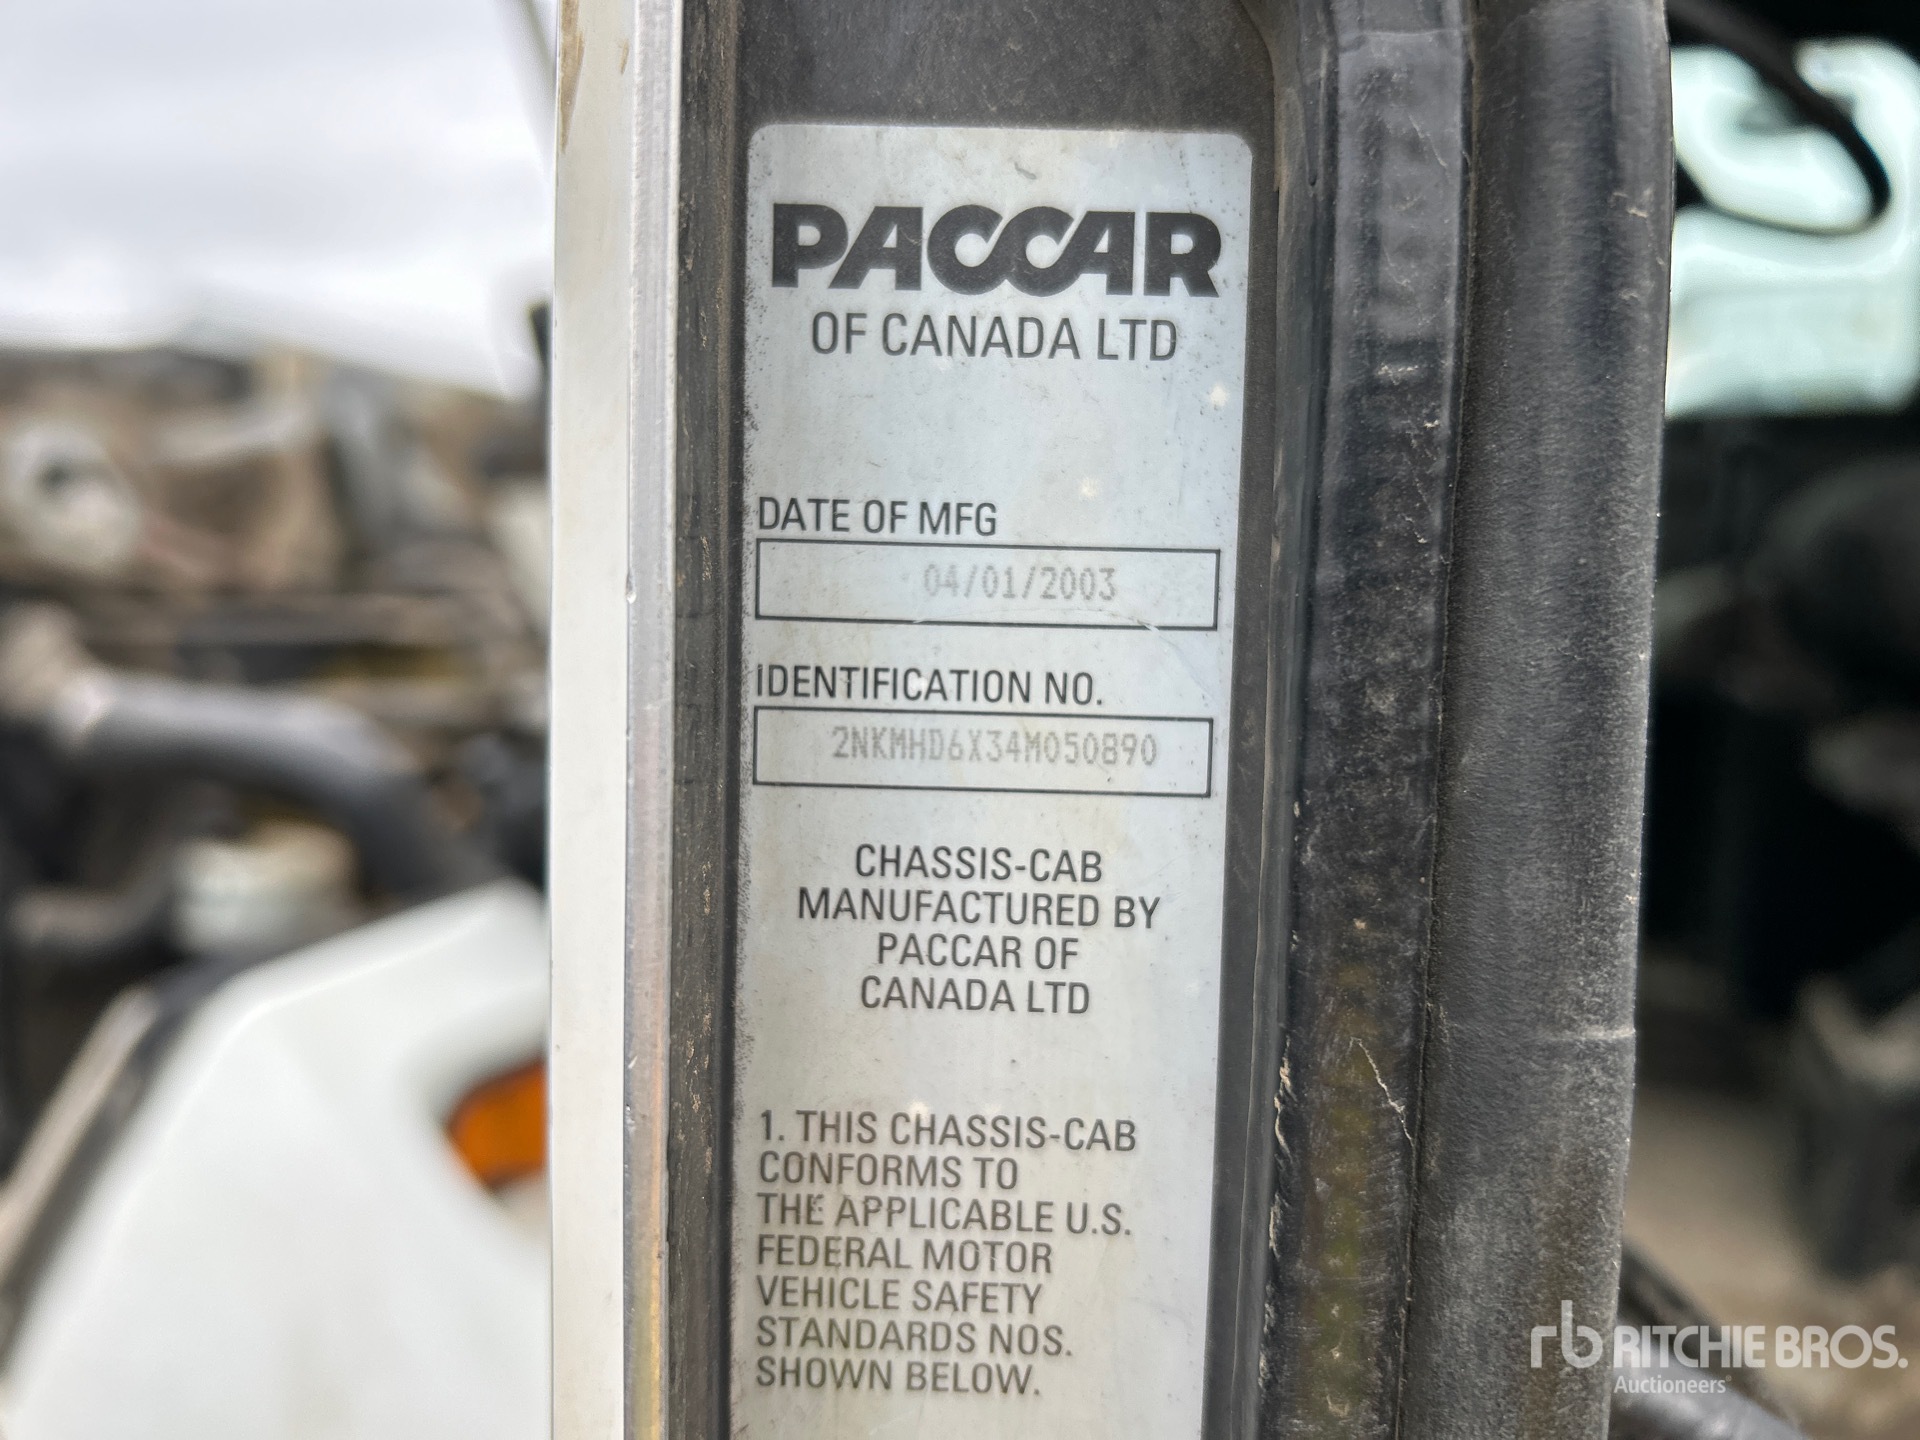 PACCAR
OF CANADA LTD
DATE OF MFG
04/01/2003
IDENTIFICATION NO.
2NKMHD6X34M050890
CHASSIS-CAB
MANUFACTURED BY
PACCAR OF
CANADA LTD
1. THIS CHASSIS-CAB
CONFORMS TO
THE APPLICABLE U.S.
FEDERAL MOTOR
VEHICLE SAFETY
STANDARDS NOS.
SHOWN BELOW.
rb RITCHIE BROS.
Auctioneers